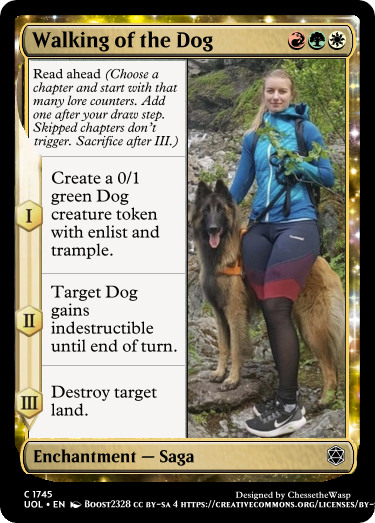 Walking of the Dog
Read ahead (Choose a
chapter and start with that
many lore counters. Add
one after your draw step.
Skipped chapters don't
trigger. Sacrifice after III.)
I
Create a 0/1
green Dog
creature token
with enlist and
trample.
II
Target Dog
gains
indestructible
until end of turn.
III
Destroy target
land.
Enchantment — Saga
C 1745
UOL • EN Boost2328 CC BY-SA 4 HTTPS://CREATIVECOMMONS.ORG/LICENSES/BY-
Designed by ChessetheWasp